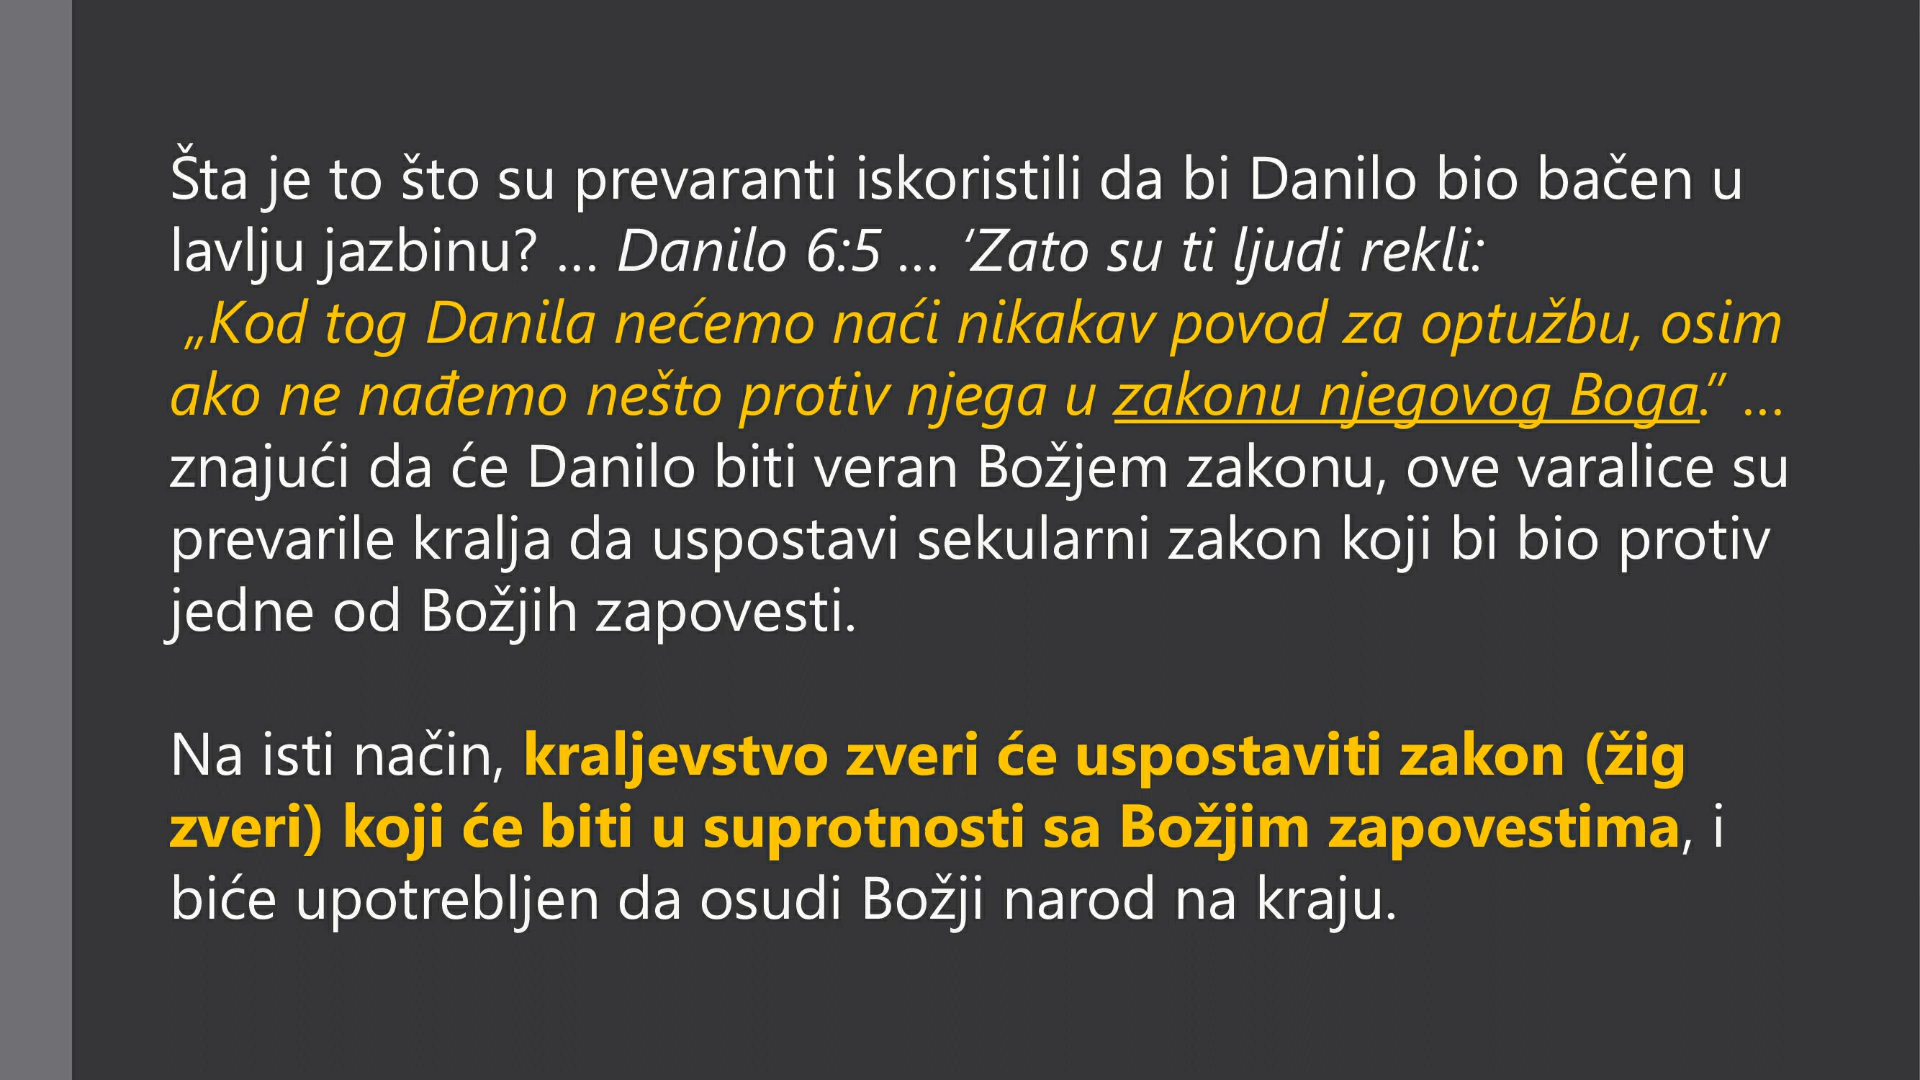 Šta je to što su prevaranti iskoristili da bi Danilo bio bačen u
lavlju jazbinu? … Danilo 6:5 … ‘Zato su ti ljudi rekli:
„Kod tog Danila nećemo naći nikakav povod za optužbu, osim
ako ne nađemo nešto protiv njega u zakonu njegovog Boga.” …
znajući da će Danilo biti veran Božjem zakonu, ove varalice su
prevarile kralja da uspostavi sekularni zakon koji bi bio protiv
jedne od Božjih zapovesti.
Na isti način, kraljevstvo zveri će uspostaviti zakon (žig
zveri) koji će biti u suprotnosti sa Božjim zapovestima, i
biće upotrebljen da osudi Božji narod na kraju.